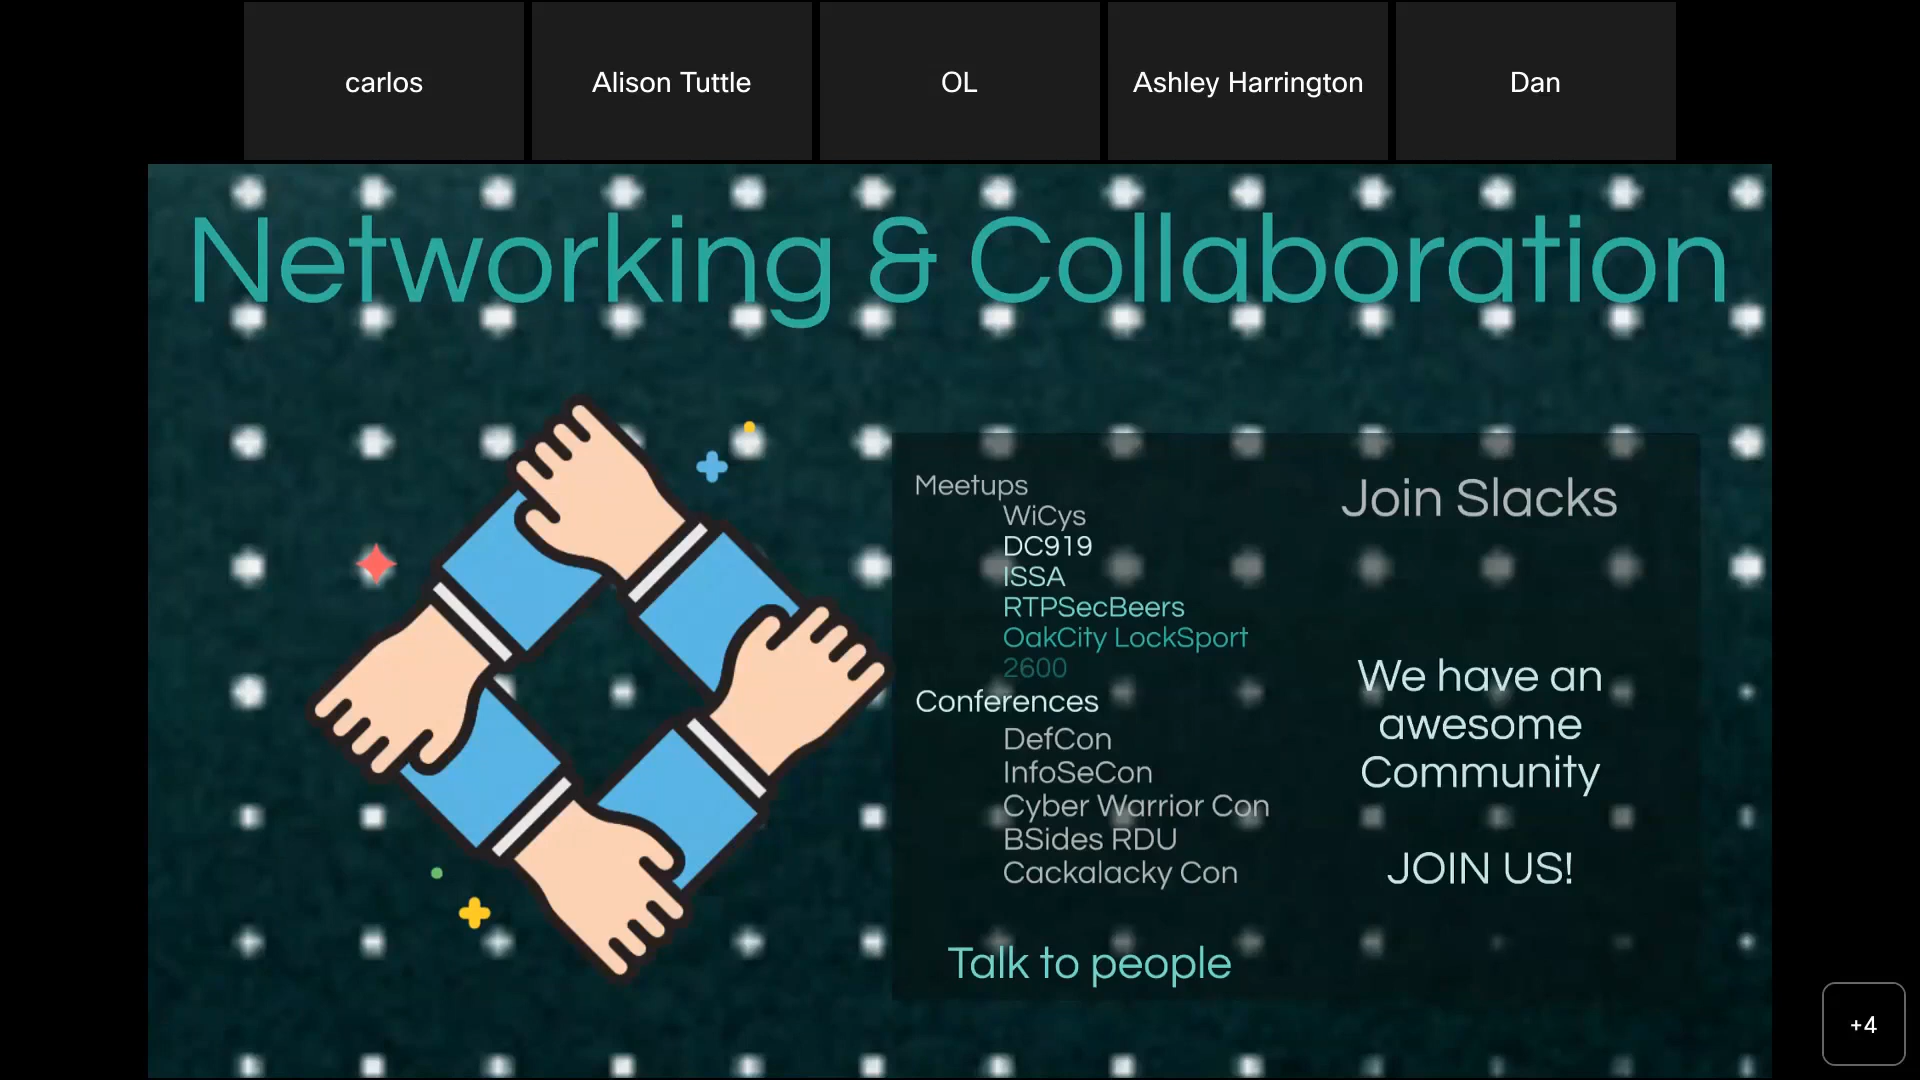 carlos
Alison Tuttle
OL
Ashley Harrington
Dan
Networking & Collaboration
Meetups
WiCys
DC919
ISSA
RTPSecBeers
OakCity LockSport
2600
Conferences
DefCon
InfoSeCon
Cyber Warrior Con
BSides RDU
Cackalacky Con
Talk to people
Join Slacks
We have an
awesome
Community
JOIN US!
+4